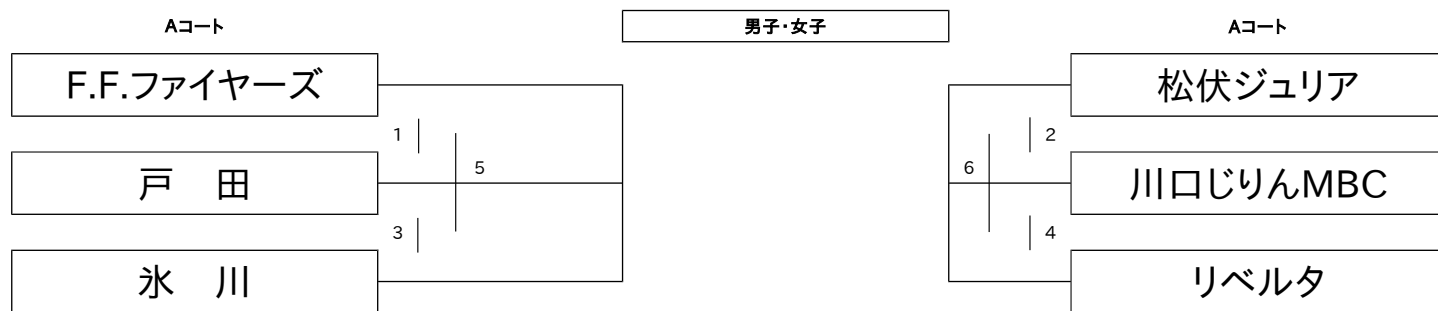 Aコート
男子・女子
Aコート
F.F.ファイヤーズ
松伏ジュリア
1
2
戸　田
5
6
川口じりんMBC
3
4
氷　川
リベルタ